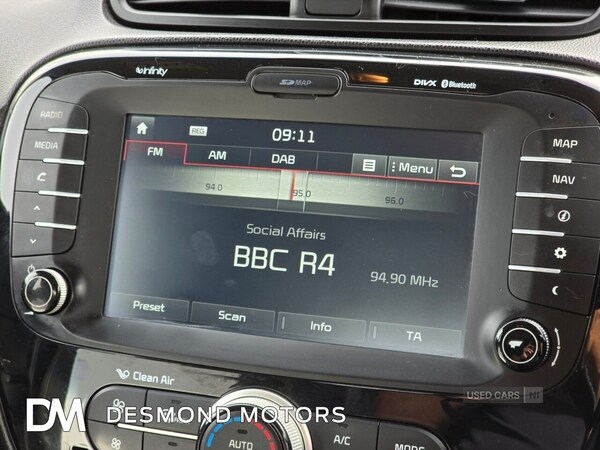 infinity
SD MAP
DIVX Bluetooth
RADIO
MEDIA
REG
09:11
FM
AM
DAB
Menu
94.0
95.0
96.0
Social Affairs
BBC R4
94.90 MHz
Preset
Scan
Info
TA
MAP
NAV
Clean Air
AUTO
A/C
MODE
DM DESMOND MOTORS
USED CARS NI